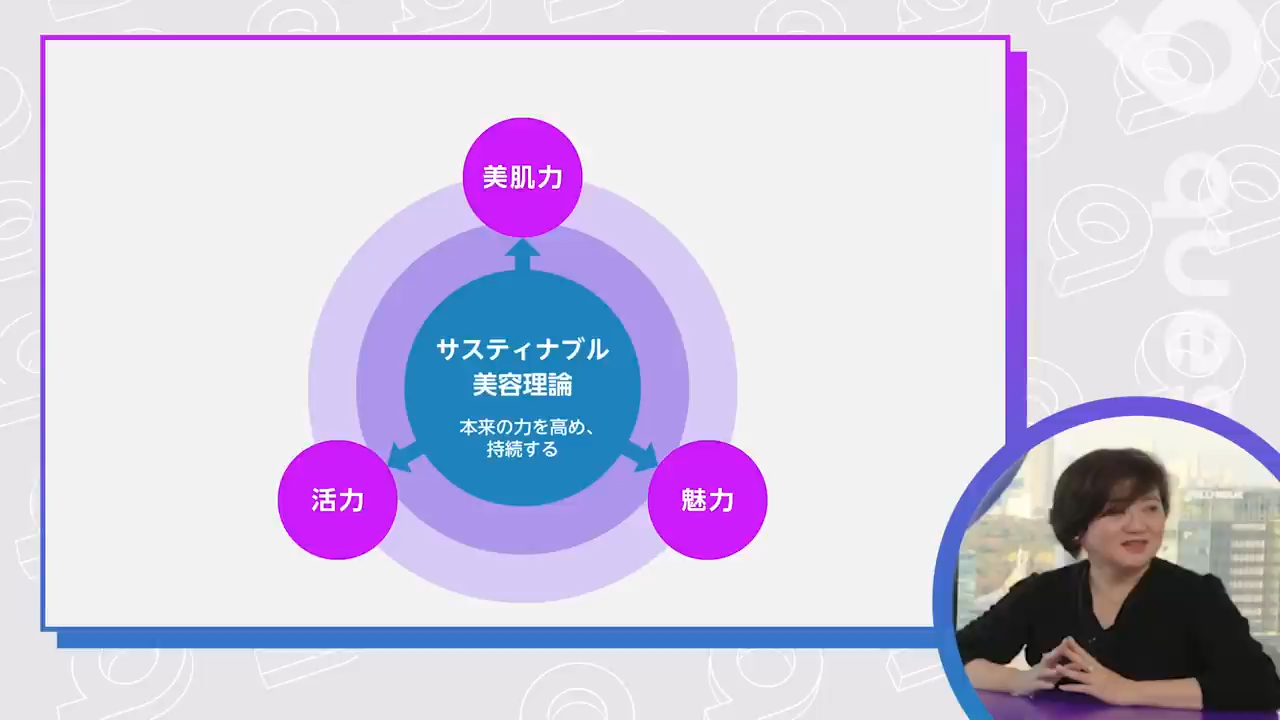 美肌力
サスティナブル
美容理論
本来の力を高め、
持続する
活力
魅力